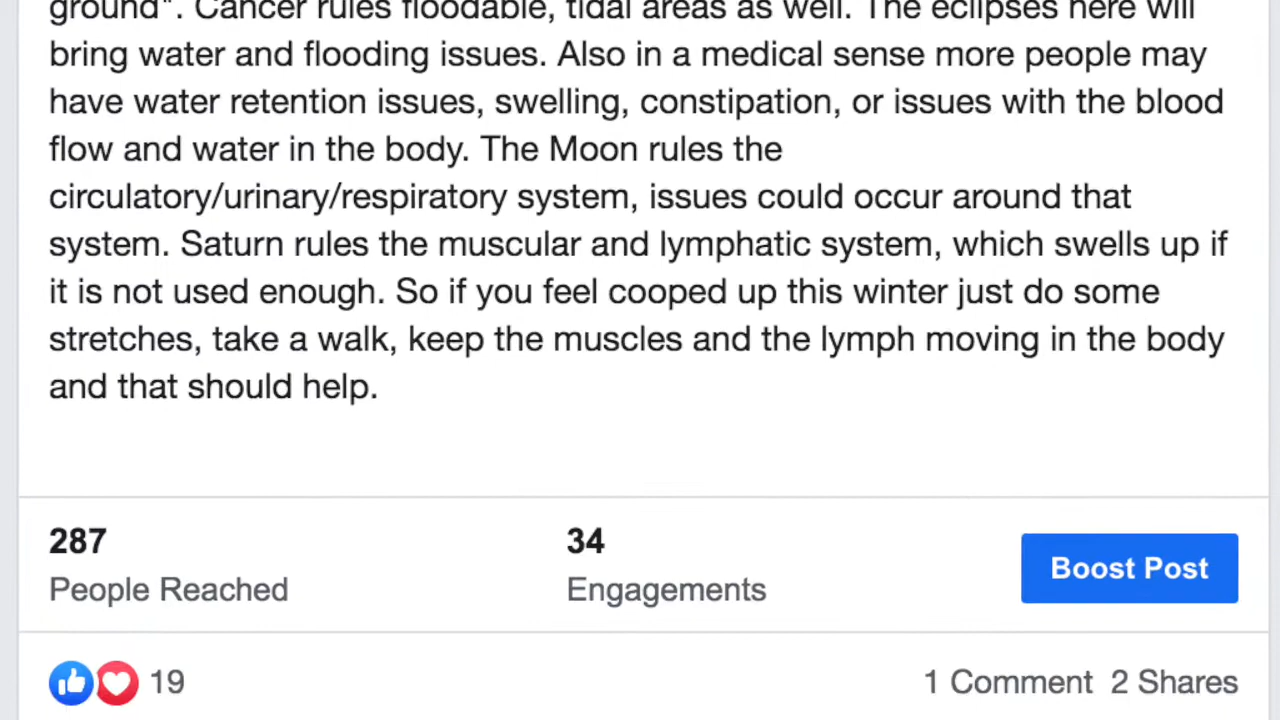 ground". Cancer rules floodable, tidal areas as well. The eclipses here will
bring water and flooding issues. Also in a medical sense more people may
have water retention issues, swelling, constipation, or issues with the blood
flow and water in the body. The Moon rules the
circulatory/urinary/respiratory system, issues could occur around that
system. Saturn rules the muscular and lymphatic system, which swells up if
it is not used enough. So if you feel cooped up this winter just do some
stretches, take a walk, keep the muscles and the lymph moving in the body
and that should help.
287 34
People Reached Engagements Boost Post
19 1 Comment 2 Shares